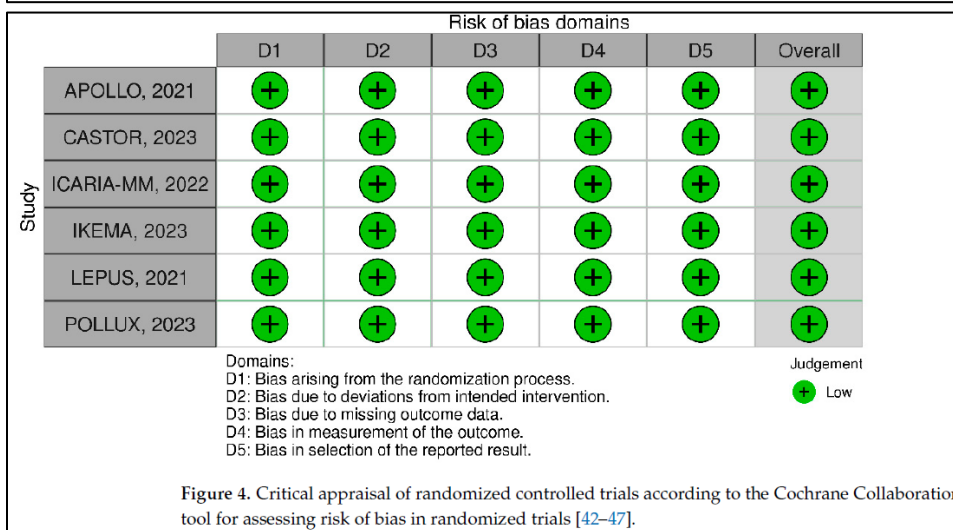 Risk of bias domains
D1 D2 D3 D4 D5 Overall
Study
APOLLO, 2021 + + + + + +
CASTOR, 2023 + + + + + +
ICARIA-MM, 2022 + + + + + +
IKEMA, 2023 + + + + + +
LEPUS, 2021 + + + + + +
POLLUX, 2023 + + + + + +
Domains:
D1: Bias arising from the randomization process.
D2: Bias due to deviations from intended intervention.
D3: Bias due to missing outcome data.
D4: Bias in measurement of the outcome.
D5: Bias in selection of the reported result.
Judgement
+ Low
Figure 4. Critical appraisal of randomized controlled trials according to the Cochrane Collaboration
tool for assessing risk of bias in randomized trials [42–47].